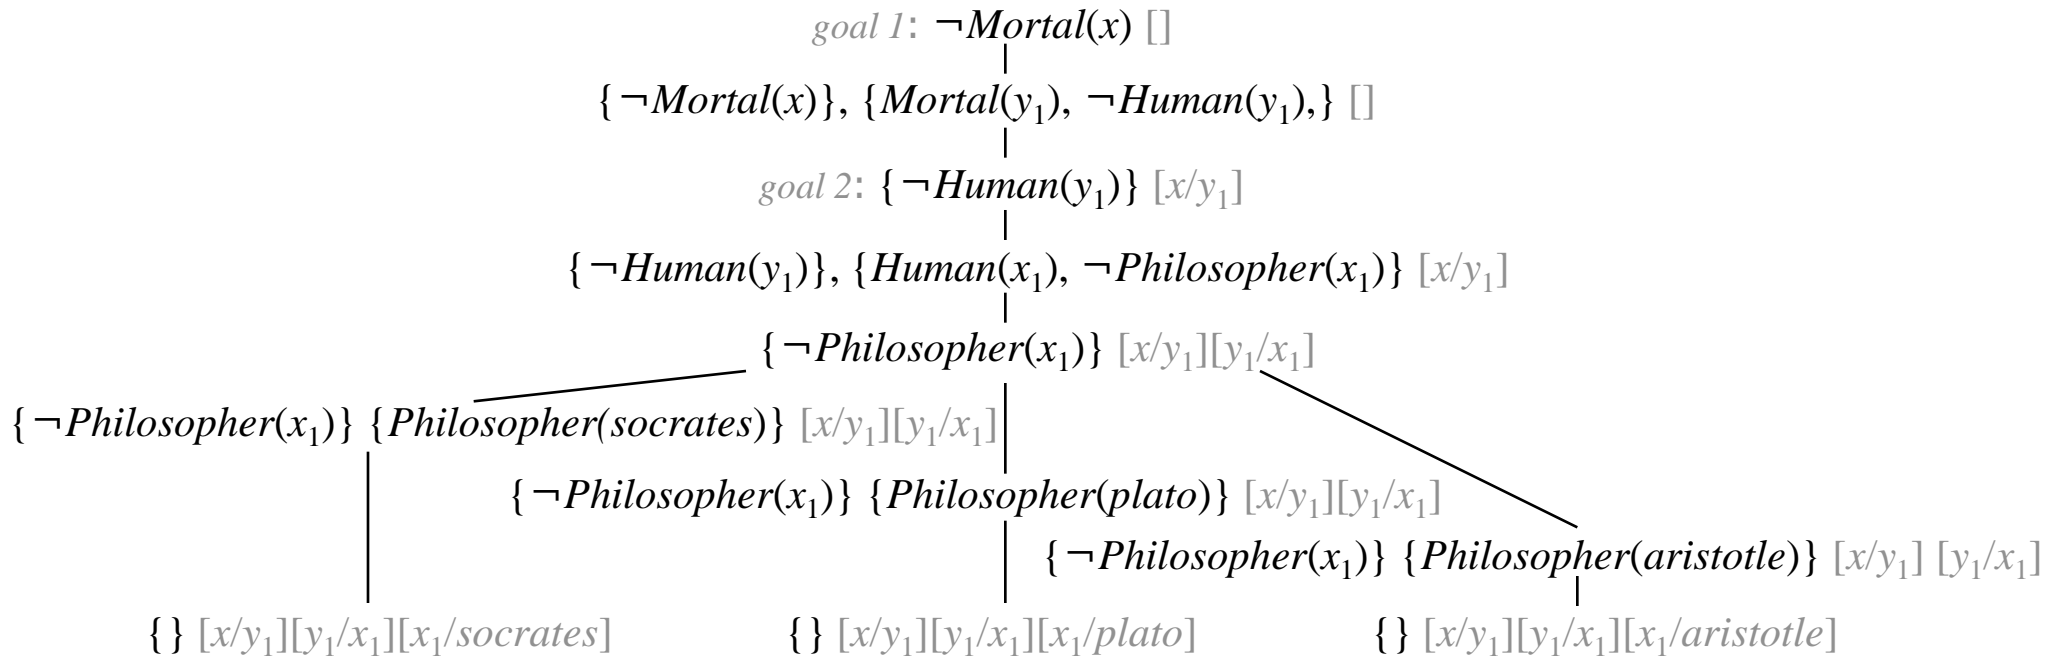 goal 1: ¬Mortal(x) []
{¬Mortal(x)}, {Mortal(y₁), ¬Human(y₁),} []
goal 2: {¬Human(y₁)} [x/y₁]
{¬Human(y₁)}, {Human(x₁), ¬Philosopher(x₁)} [x/y₁]
{¬Philosopher(x₁)} [x/y₁][y₁/x₁]
{¬Philosopher(x₁)} {Philosopher(socrates)} [x/y₁][y₁/x₁]
{¬Philosopher(x₁)} {Philosopher(plato)} [x/y₁][y₁/x₁]
{¬Philosopher(x₁)} {Philosopher(aristotle)} [x/y₁] [y₁/x₁]
{} [x/y₁][y₁/x₁][x₁/socrates]
{} [x/y₁][y₁/x₁][x₁/plato]
{} [x/y₁][y₁/x₁][x₁/aristotle]